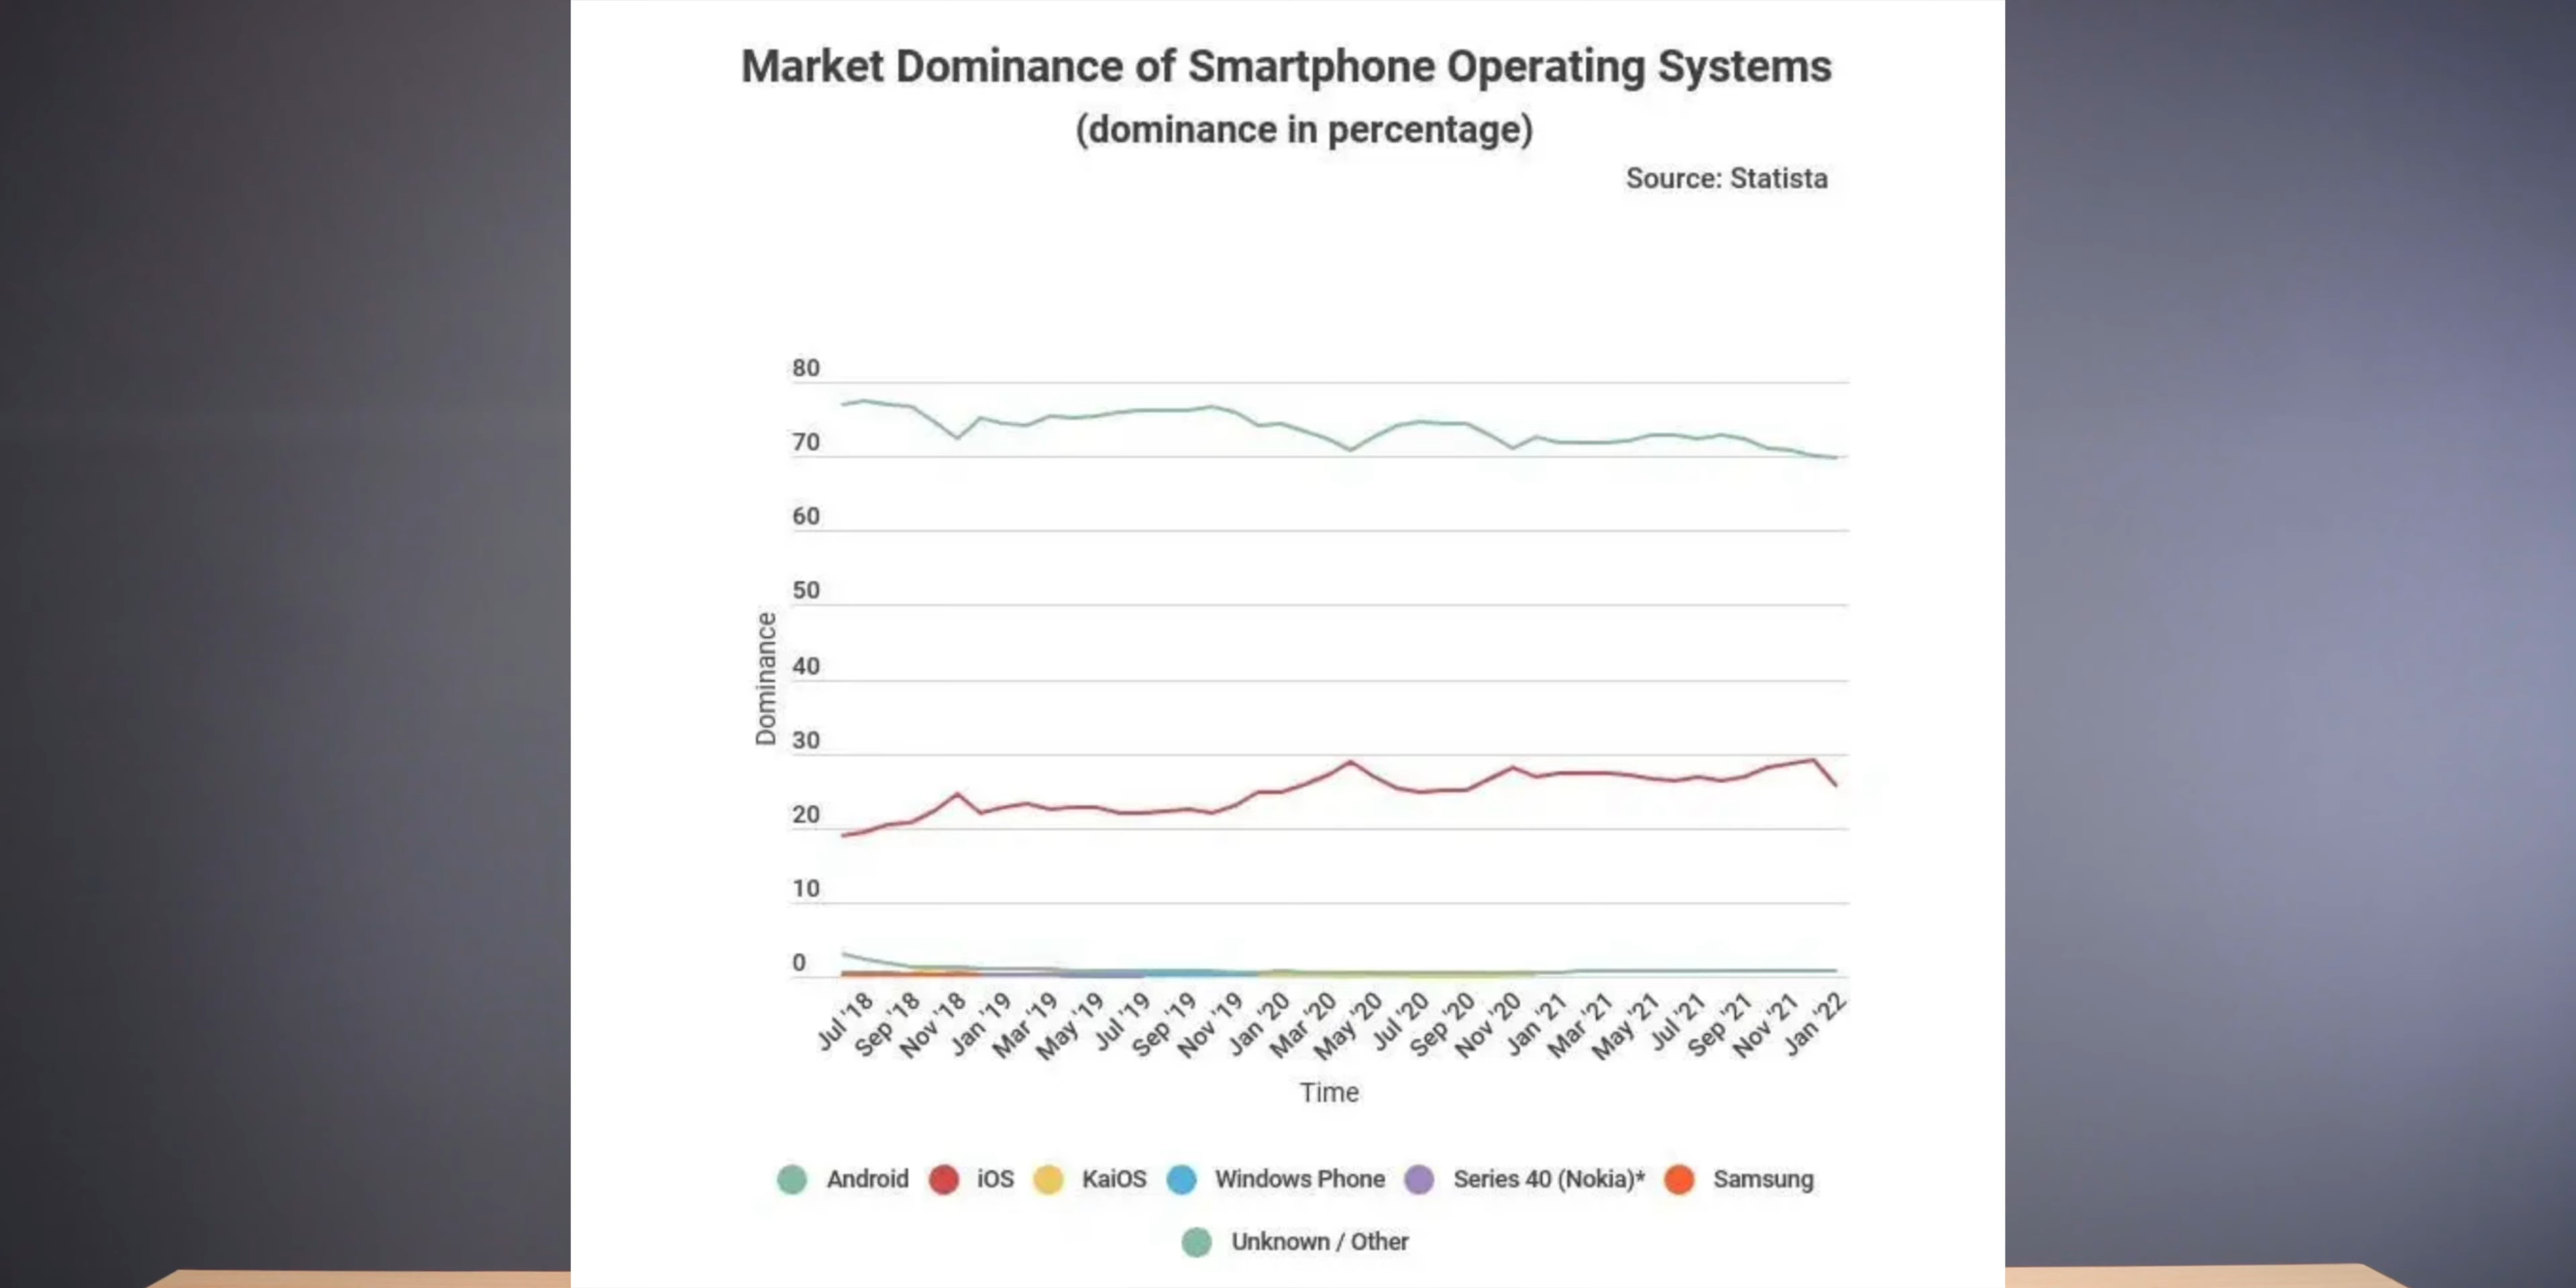 Market Dominance of Smartphone Operating Systems
(dominance in percentage)
Source: Statista
80
70
60
50
40
30
20
10
0
Dominance
Jul '18
Sep '18
Nov '18
Jan '19
Mar '19
May '19
Jul '19
Sep '19
Nov '19
Jan '20
Mar '20
May '20
Jul '20
Sep '20
Nov '20
Jan '21
Mar '21
May '21
Jul '21
Sep '21
Nov '21
Jan '22
Time
Android iOS KaiOS Windows Phone Series 40 (Nokia)* Samsung
Unknown / Other